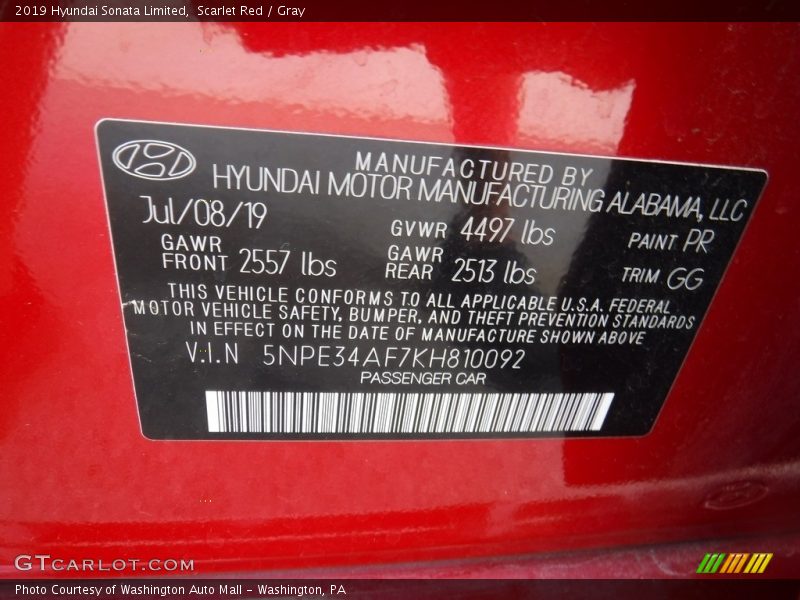 2019 Hyundai Sonata Limited, Scarlet Red / Gray
MANUFACTURED BY
HYUNDAI MOTOR MANUFACTURING ALABAMA, LLC
Jul/08/19
GVWR 4497 lbs
PAINT PR
GAWR FRONT 2557 lbs
GAWR REAR 2513 lbs
TRIM GG
THIS VEHICLE CONFORMS TO ALL APPLICABLE U.S.A. FEDERAL
MOTOR VEHICLE SAFETY, BUMPER, AND THEFT PREVENTION STANDARDS
IN EFFECT ON THE DATE OF MANUFACTURE SHOWN ABOVE
V.I.N 5NPE34AF7KH810092
PASSENGER CAR
GTCARLOT.COM
Photo Courtesy of Washington Auto Mall - Washington, PA